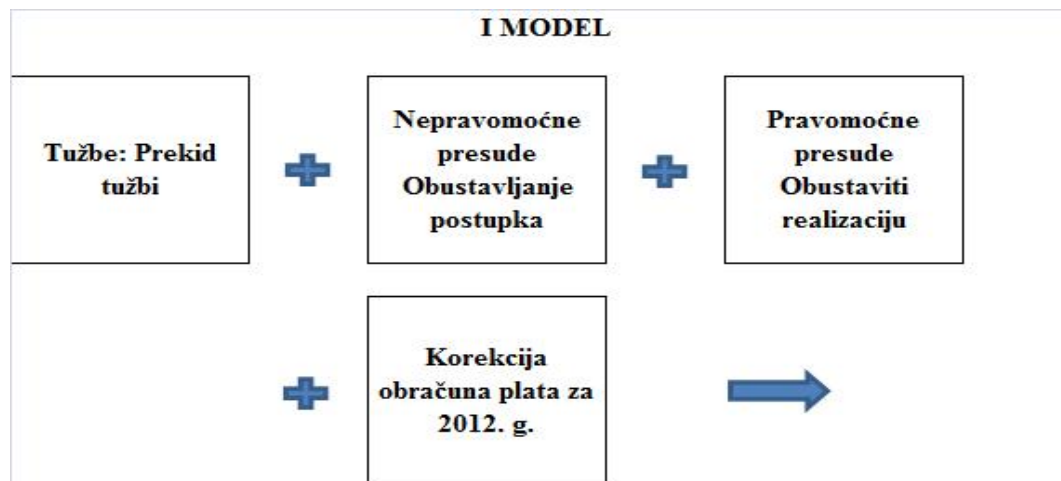 I MODEL
Tužbe: Prekid
tužbi
Nepravomoćne
presude
Obustavljanje
postupka
Pravomoćne
presude
Obustaviti
realizaciju
Korekcija
obračuna plata za
2012. g.